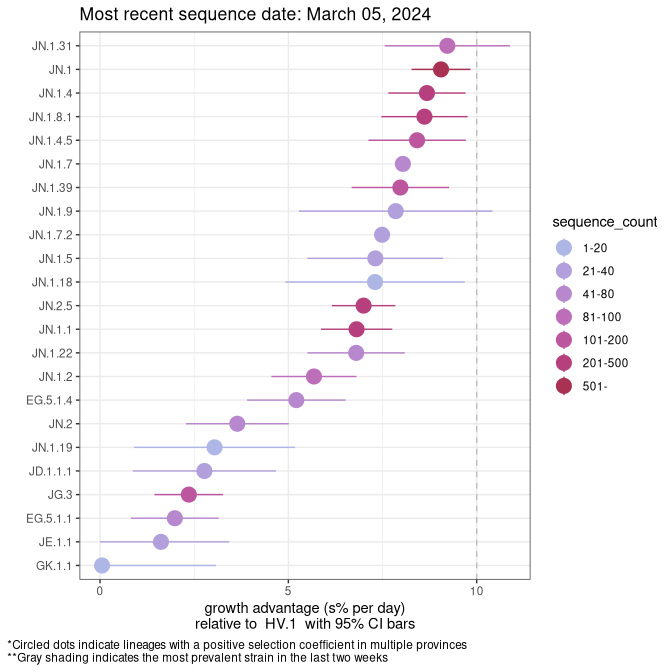 Most recent sequence date: March 05, 2024
JN.1.31
JN.1
JN.1.4
JN.1.8.1
JN.1.4.5
JN.1.7
JN.1.39
JN.1.9
JN.1.7.2
JN.1.5
JN.1.18
JN.2.5
JN.1.1
JN.1.22
JN.1.2
EG.5.1.4
JN.2
JN.1.19
JD.1.1.1
JG.3
EG.5.1.1
JE.1.1
GK.1.1
0 5 10
growth advantage (s% per day)
relative to HV.1 with 95% CI bars
sequence_count
1-20
21-40
41-80
81-100
101-200
201-500
501-
*Circled dots indicate lineages with a positive selection coefficient in multiple provinces
**Gray shading indicates the most prevalent strain in the last two weeks